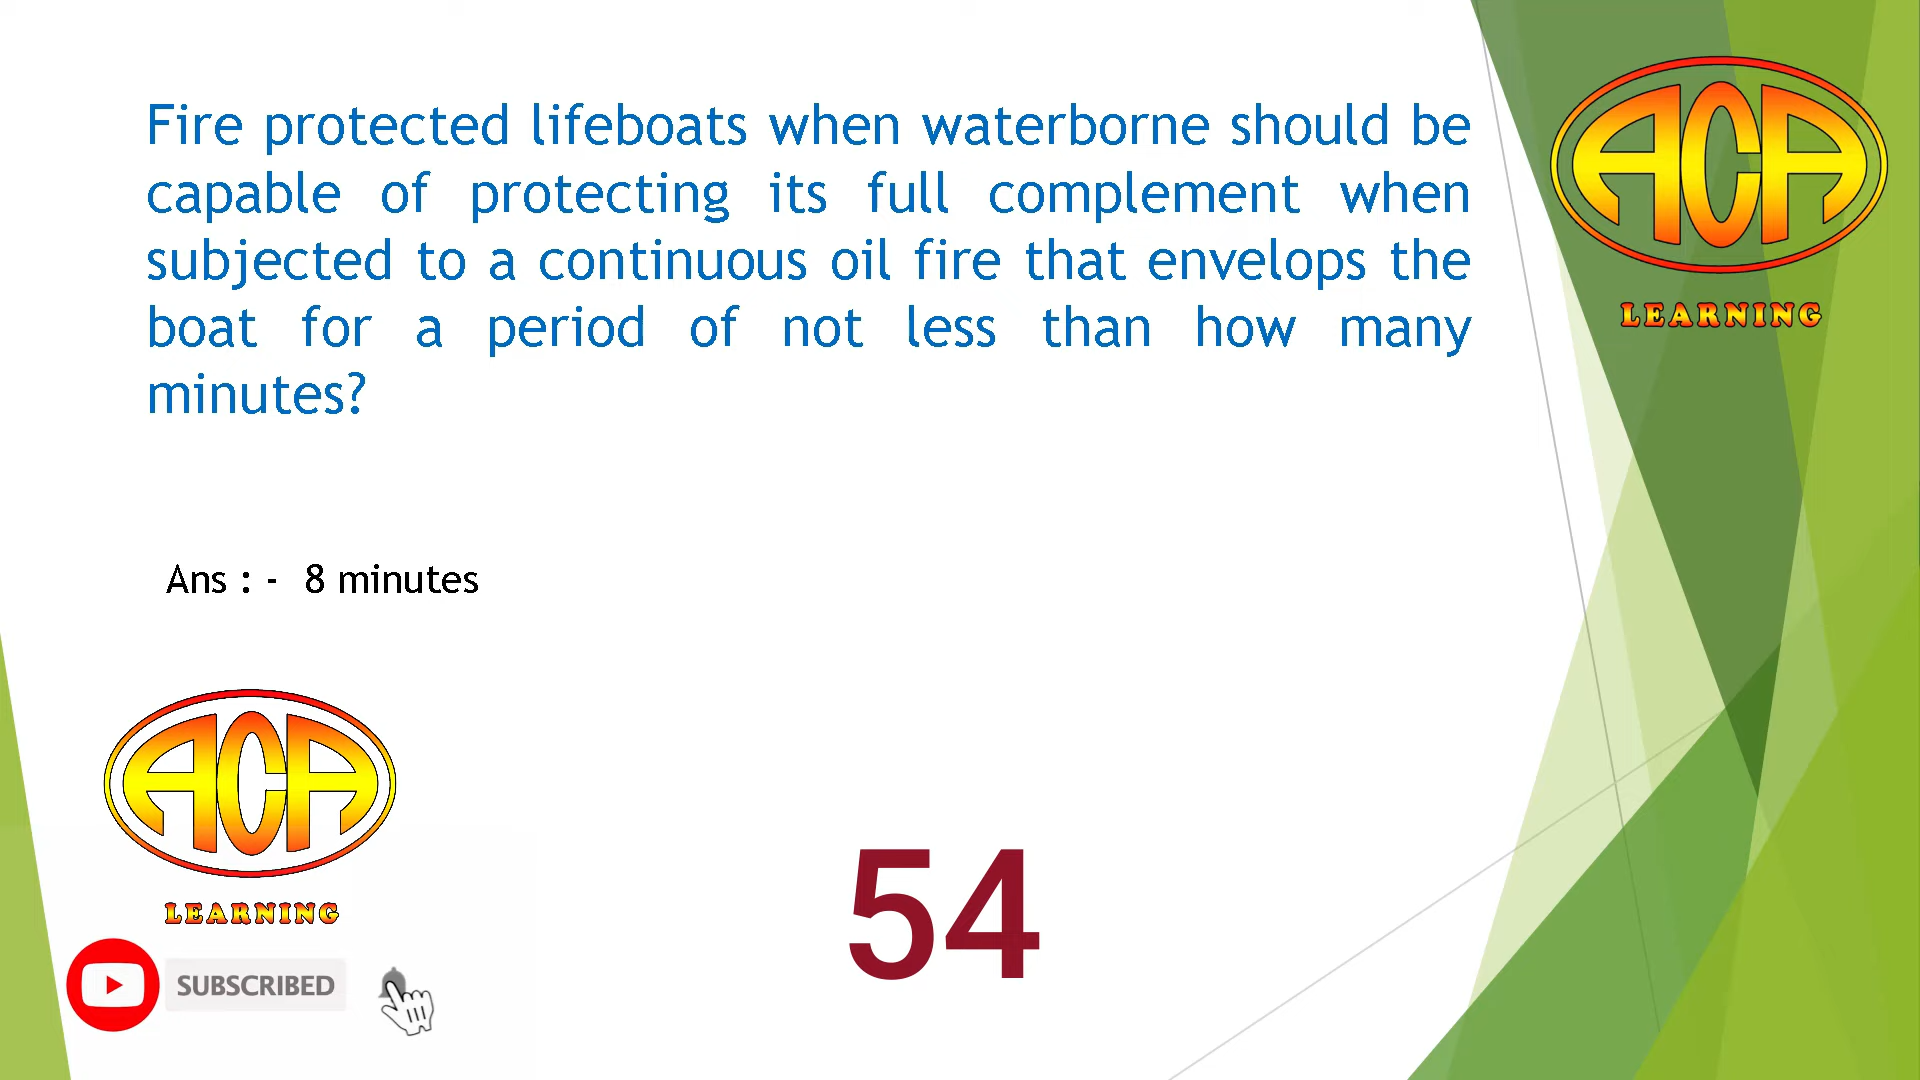 Fire protected lifeboats when waterborne should be
capable of protecting its full complement when
subjected to a continuous oil fire that envelops the
boat for a period of not less than how many
minutes?
ACA
LEARNING
Ans : - 8 minutes
ACA
LEARNING
54
SUBSCRIBED